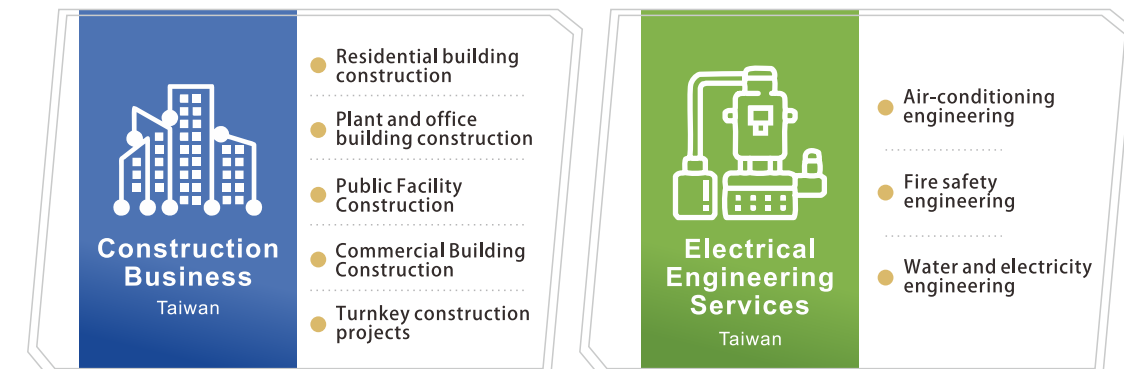 Construction
Business
Taiwan
Residential building
construction
Plant and office
building construction
Public Facility
Construction
Commercial Building
Construction
Turnkey construction
projects
Electrical
Engineering
Services
Taiwan
Air-conditioning
engineering
Fire safety
engineering
Water and electricity
engineering